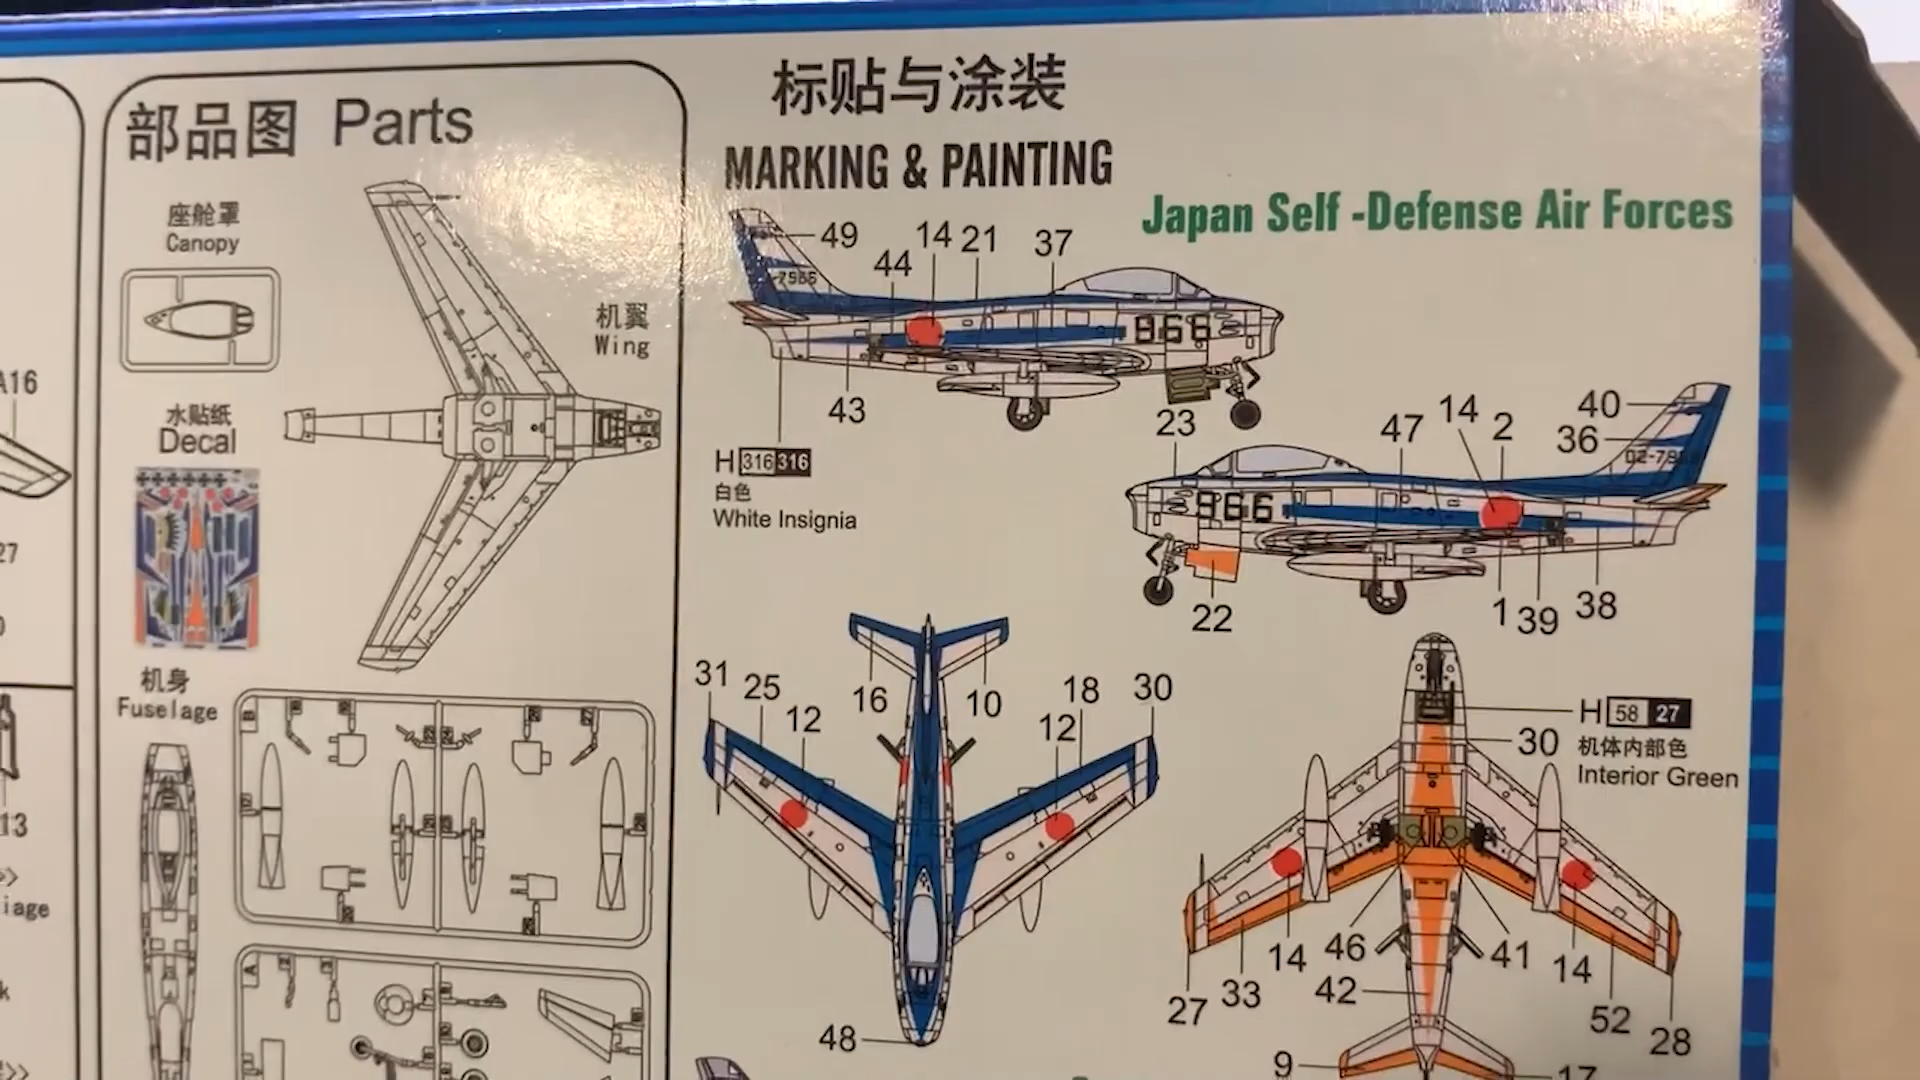 部品图 Parts
座舱罩
Canopy
机翼
Wing
水贴纸
Decal
机身
Fuselage
A16
27
13
iage
标贴与涂装
MARKING & PAINTING
Japan Self -Defense Air Forces
49
44
14
21
37
966
43
23
H 316 316
白色
White Insignia
40
36
47
14
2
966
22
1
39
38
31
25
12
16
10
18
12
30
48
H 58 27
机体内部色
Interior Green
30
27
33
14
46
42
41
14
52
28
9
17
B
A